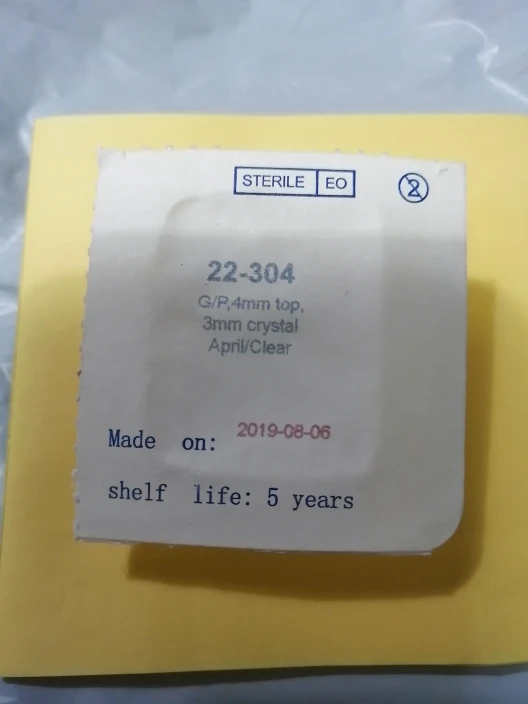 STERILE EO
2
22-304
G/P,4mm top,
3mm crystal
April/Clear
Made on: 2019-08-06
shelf life: 5 years